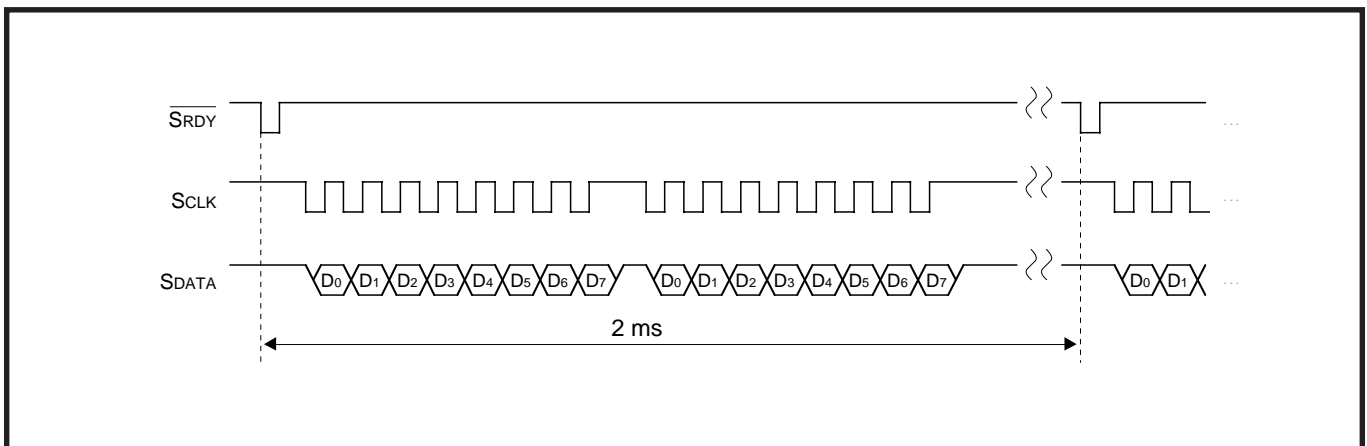 SRDY
...
SCLK
...
SDATA D0 D1 D2 D3 D4 D5 D6 D7 D0 D1 D2 D3 D4 D5 D6 D7 D0 D1 ...
2 ms